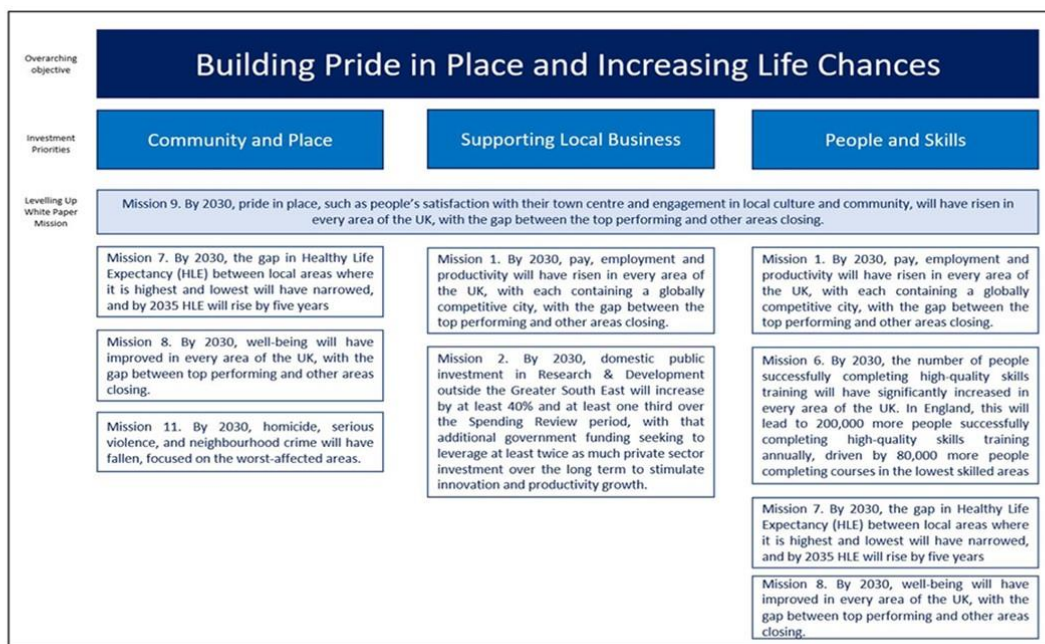 Overarching
objective
Building Pride in Place and Increasing Life Chances
Investment
Priorities
Community and Place
Supporting Local Business
People and Skills
Levelling Up
White Paper
Mission
Mission 9. By 2030, pride in place, such as people's satisfaction with their town centre and engagement in local culture and community, will have risen in
every area of the UK, with the gap between the top performing and other areas closing.
Mission 7. By 2030, the gap in Healthy Life
Expectancy (HLE) between local areas where
it is highest and lowest will have narrowed,
and by 2035 HLE will rise by five years
Mission 8. By 2030, well-being will have
improved in every area of the UK, with the
gap between top performing and other areas
closing.
Mission 11. By 2030, homicide, serious
violence, and neighbourhood crime will have
fallen, focused on the worst-affected areas.
Mission 1. By 2030, pay, employment and
productivity will have risen in every area of
the UK, with each containing a globally
competitive city, with the gap between the
top performing and other areas closing.
Mission 2. By 2030, domestic public
investment in Research & Development
outside the Greater South East will increase
by at least 40% and at least one third over
the Spending Review period, with that
additional government funding seeking to
leverage at least twice as much private sector
investment over the long term to stimulate
innovation and productivity growth.
Mission 1. By 2030, pay, employment and
productivity will have risen in every area of
the UK, with each containing a globally
competitive city, with the gap between the
top performing and other areas closing.
Mission 6. By 2030, the number of people
successfully completing high-quality skills
training will have significantly increased in
every area of the UK. In England, this will
lead to 200,000 more people successfully
completing high-quality skills training
annually, driven by 80,000 more people
completing courses in the lowest skilled areas
Mission 7. By 2030, the gap in Healthy Life
Expectancy (HLE) between local areas where
it is highest and lowest will have narrowed,
and by 2035 HLE will rise by five years
Mission 8. By 2030, well-being will have
improved in every area of the UK, with the
gap between top performing and other areas
closing.